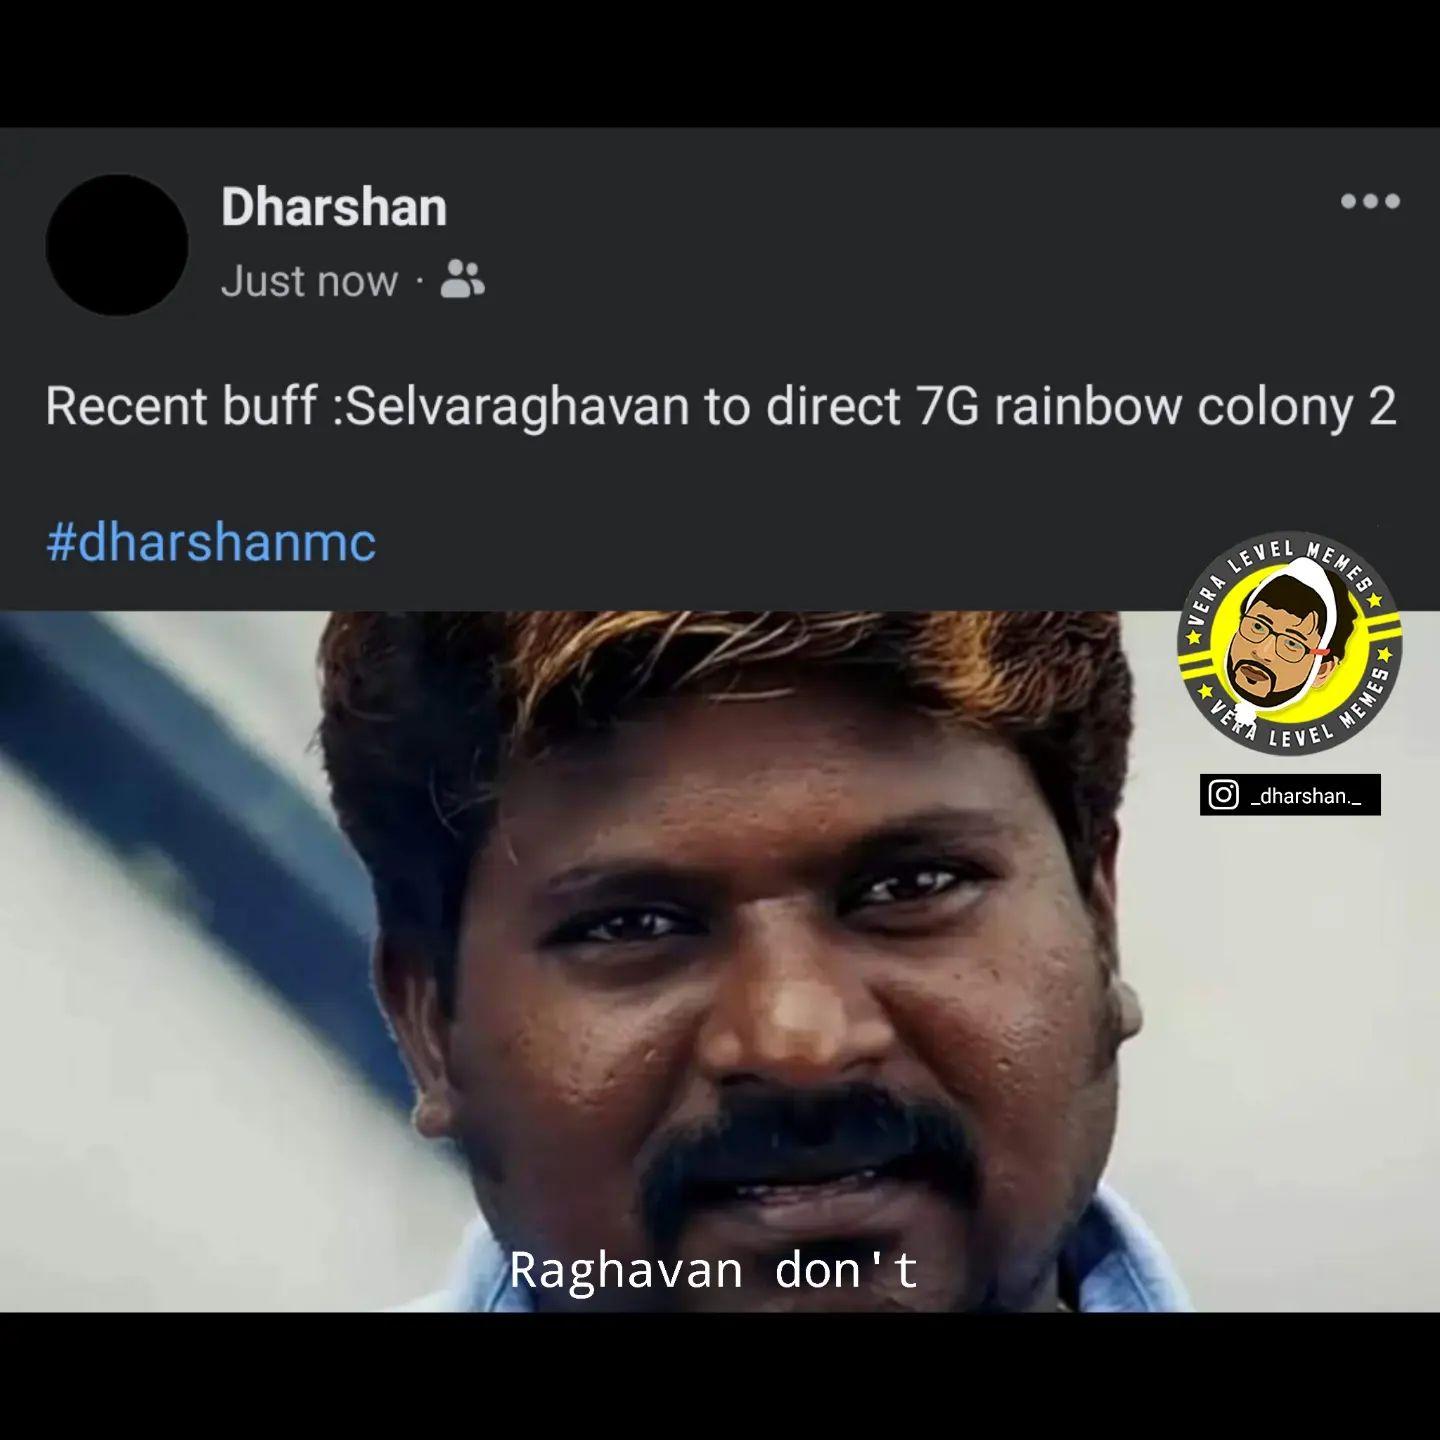 Dharshan
Just now ·
Recent buff :Selvaraghavan to direct 7G rainbow colony 2
#dharshanmc
VERA LEVEL MEMES
VERA LEVEL MEMES
_dharshan._
Raghavan don't